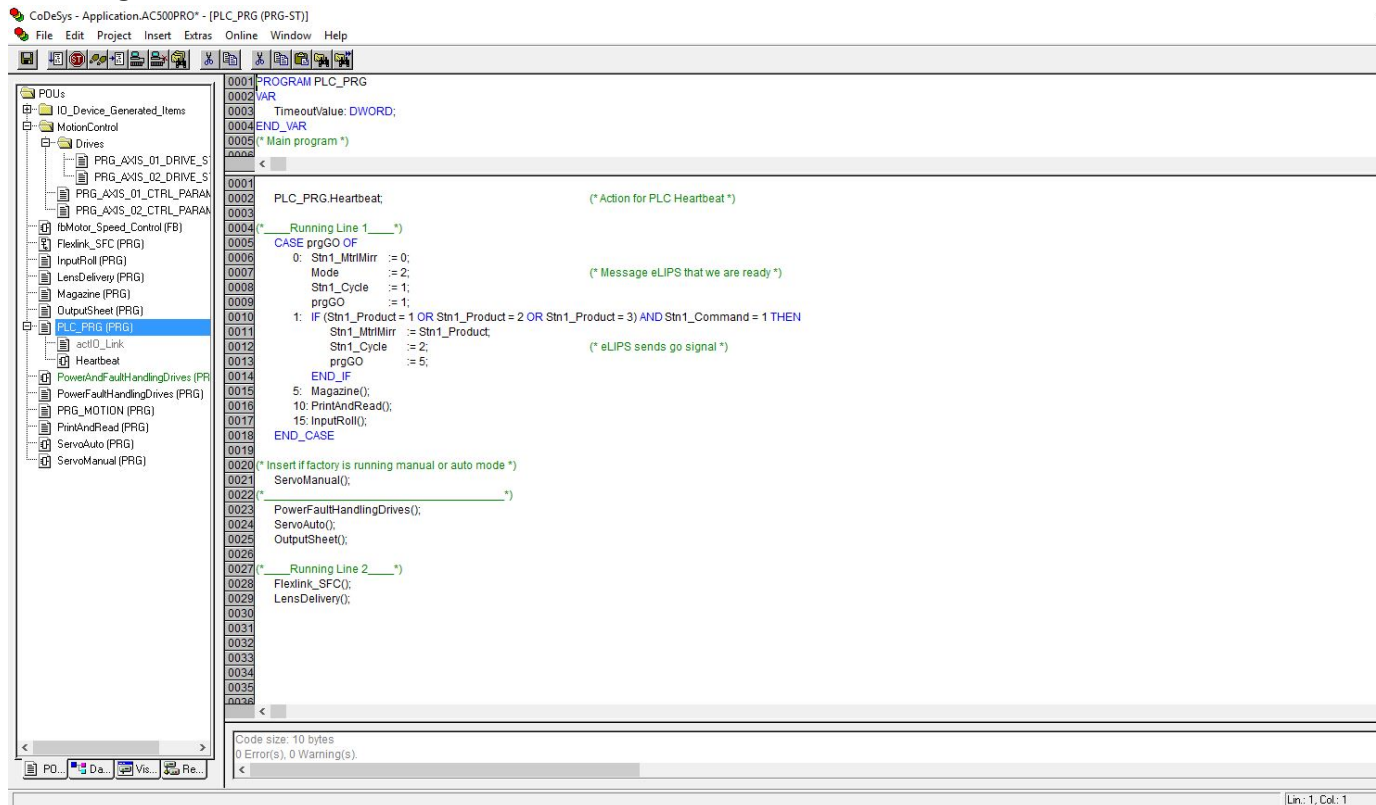 CoDeSys - Application.AC500PRO* - [PLC_PRG (PRG-ST)]
File Edit Project Insert Extras Online Window Help
POUs
IO_Device_Generated_Items
MotionControl
Drives
PRG_AXIS_01_DRIVE_S
PRG_AXIS_02_DRIVE_S
PRG_AXIS_01_CTRL_PARAM
PRG_AXIS_02_CTRL_PARAM
fbMotor_Speed_Control (FB)
Flexlink_SFC (PRG)
InputRoll (PRG)
LensDelivery (PRG)
Magazine (PRG)
OutputSheet (PRG)
PLC_PRG (PRG)
actIO_Link
Heartbeat
PowerAndFaultHandlingDrives (PR
PowerFaultHandlingDrives (PRG)
PRG_MOTION (PRG)
PrintAndRead (PRG)
ServoAuto (PRG)
ServoManual (PRG)
PO... Da... Vis... Re...
0001 PROGRAM PLC_PRG
0002 VAR
0003 TimeoutValue: DWORD;
0004 END_VAR
0005 (* Main program *)
0006
0001
0002 PLC_PRG.Heartbeat; (* Action for PLC Heartbeat *)
0003
0004 (*____Running Line 1____*)
0005 CASE prgGO OF
0006 0: Stn1_MtrlMirr := 0;
0007 Mode := 2; (* Message eLIPS that we are ready *)
0008 Stn1_Cycle := 1;
0009 prgGO := 1;
0010 1: IF (Stn1_Product = 1 OR Stn1_Product = 2 OR Stn1_Product = 3) AND Stn1_Command = 1 THEN
0011 Stn1_MtrlMirr := Stn1_Product;
0012 Stn1_Cycle := 2; (* eLIPS sends go signal *)
0013 prgGO := 5;
0014 END_IF
0015 5: Magazine();
0016 10: PrintAndRead();
0017 15: InputRoll();
0018 END_CASE
0019
0020 (* Insert if factory is running manual or auto mode *)
0021 ServoManual();
0022 (*____________________________________*)
0023 PowerFaultHandlingDrives();
0024 ServoAuto();
0025 OutputSheet();
0026
0027 (*____Running Line 2____*)
0028 Flexlink_SFC();
0029 LensDelivery();
0030
0031
0032
0033
0034
0035
0036
Code size: 10 bytes
0 Error(s), 0 Warning(s).
Lin.: 1, Col.: 1